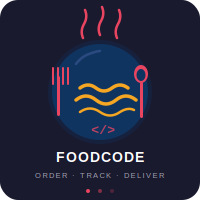 </>
FOODCODE
ORDER · TRACK · DELIVER